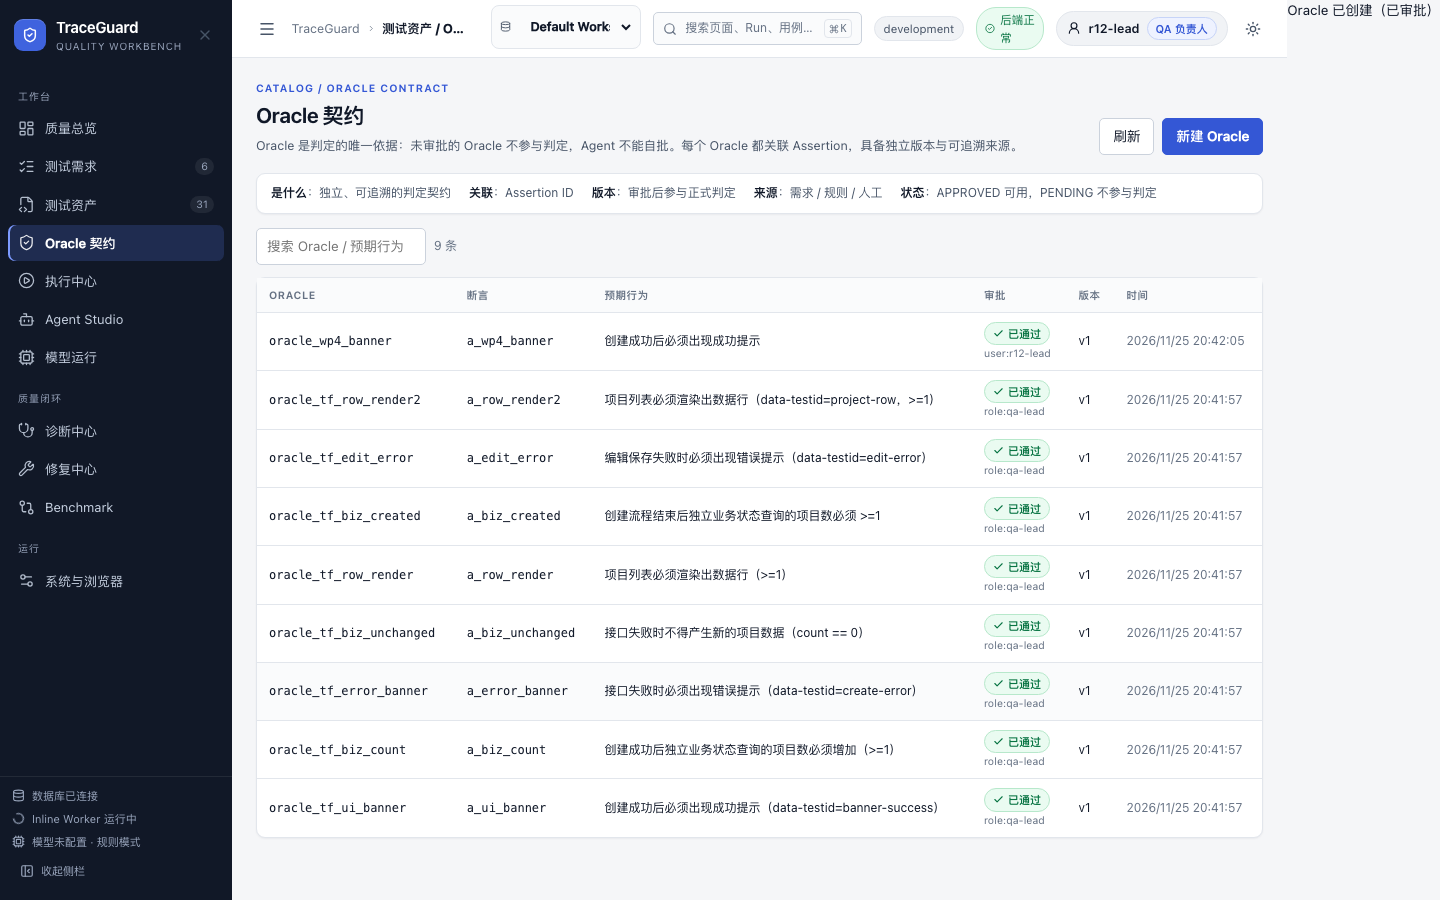 TraceGuard
QUALITY WORKBENCH
工作台
质量总览
测试需求 6
测试资产 31
Oracle 契约
执行中心
Agent Studio
模型运行
质量闭环
诊断中心
修复中心
Benchmark
运行
系统与浏览器
数据库已连接
Inline Worker 运行中
模型未配置 · 规则模式
收起侧栏
TraceGuard › 测试资产 / O...
Default Work
搜索页面、Run、用例... ⌘K
development
后端正常
r12-lead QA 负责人
Oracle 已创建（已审批）
CATALOG / ORACLE CONTRACT
Oracle 契约
Oracle 是判定的唯一依据：未审批的 Oracle 不参与判定，Agent 不能自批。每个 Oracle 都关联 Assertion，具备独立版本与可追溯来源。
刷新
新建 Oracle
是什么：独立、可追溯的判定契约 关联：Assertion ID 版本：审批后参与正式判定 来源：需求 / 规则 / 人工 状态：APPROVED 可用，PENDING 不参与判定
搜索 Oracle / 预期行为 9 条
ORACLE 断言 预期行为 审批 版本 时间
oracle_wp4_banner a_wp4_banner 创建成功后必须出现成功提示 已通过 v1 2026/11/25 20:42:05
user:r12-lead
oracle_tf_row_render2 a_row_render2 项目列表必须渲染出数据行（data-testid=project-row，>=1） 已通过 v1 2026/11/25 20:41:57
role:qa-lead
oracle_tf_edit_error a_edit_error 编辑保存失败时必须出现错误提示（data-testid=edit-error） 已通过 v1 2026/11/25 20:41:57
role:qa-lead
oracle_tf_biz_created a_biz_created 创建流程结束后独立业务状态查询的项目数必须 >=1 已通过 v1 2026/11/25 20:41:57
role:qa-lead
oracle_tf_row_render a_row_render 项目列表必须渲染出数据行（>=1） 已通过 v1 2026/11/25 20:41:57
role:qa-lead
oracle_tf_biz_unchanged a_biz_unchanged 接口失败时不得产生新的项目数据（count == 0） 已通过 v1 2026/11/25 20:41:57
role:qa-lead
oracle_tf_error_banner a_error_banner 接口失败时必须出现错误提示（data-testid=create-error） 已通过 v1 2026/11/25 20:41:57
role:qa-lead
oracle_tf_biz_count a_biz_count 创建成功后独立业务状态查询的项目数必须增加（>=1） 已通过 v1 2026/11/25 20:41:57
role:qa-lead
oracle_tf_ui_banner a_ui_banner 创建成功后必须出现成功提示（data-testid=banner-success） 已通过 v1 2026/11/25 20:41:57
role:qa-lead